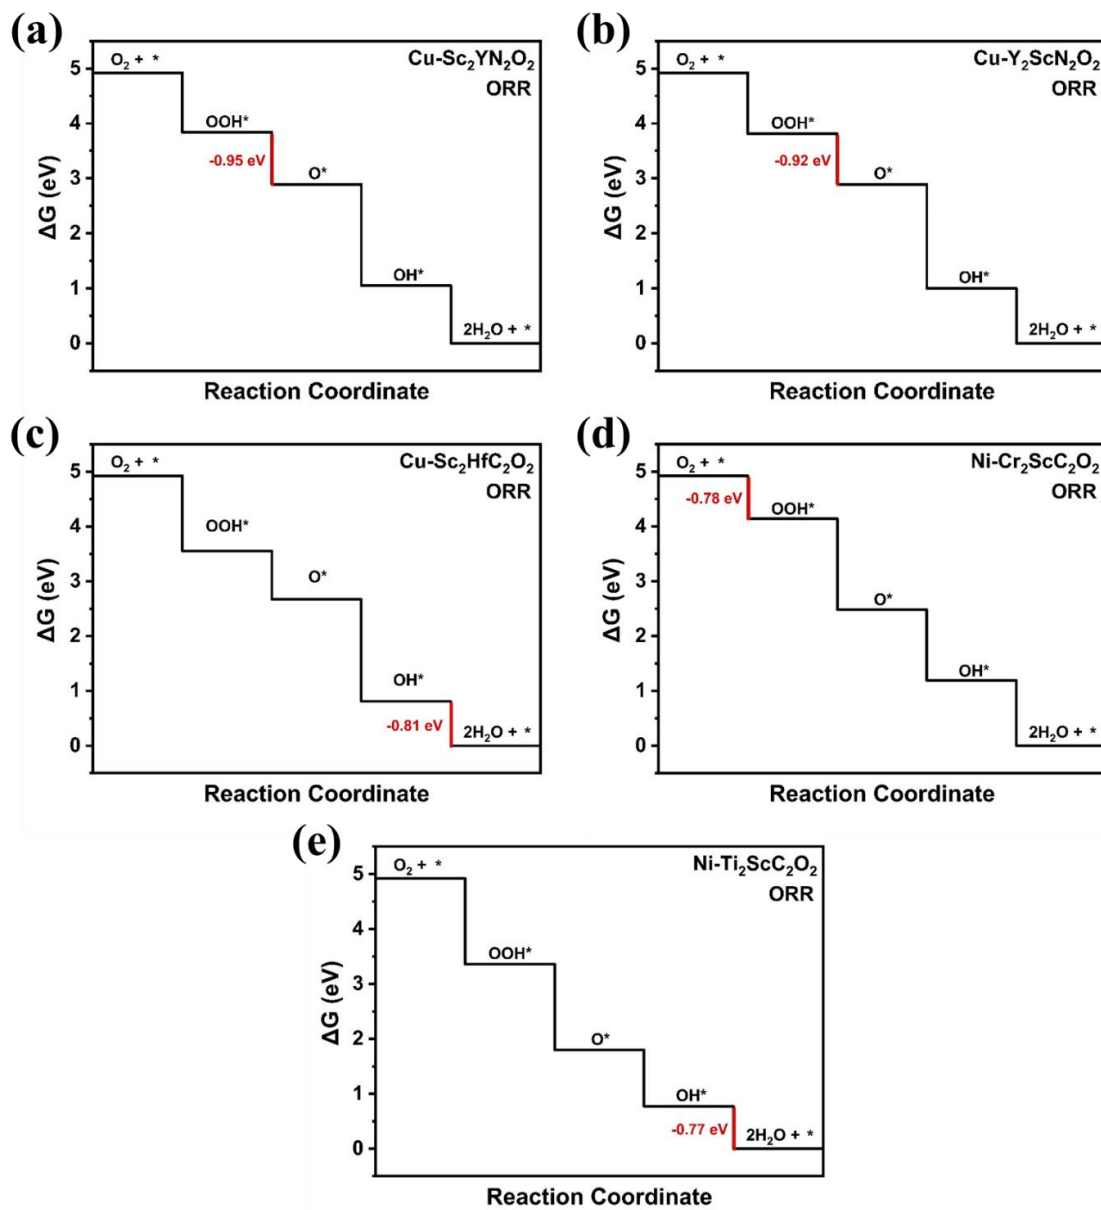 (a)
Cu-Sc₂YN₂O₂
ORR
O₂ + *
OOH*
-0.95 eV
O*
OH*
2H₂O + *
5
4
3
2
1
0
ΔG (eV)
Reaction Coordinate
(b)
Cu-Y₂ScN₂O₂
ORR
O₂ + *
OOH*
-0.92 eV
O*
OH*
2H₂O + *
5
4
3
2
1
0
ΔG (eV)
Reaction Coordinate
(c)
Cu-Sc₂HfC₂O₂
ORR
O₂ + *
OOH*
O*
OH*
-0.81 eV
2H₂O + *
5
4
3
2
1
0
ΔG (eV)
Reaction Coordinate
(d)
Ni-Cr₂ScC₂O₂
ORR
O₂ + *
-0.78 eV
OOH*
O*
OH*
2H₂O + *
5
4
3
2
1
0
ΔG (eV)
Reaction Coordinate
(e)
Ni-Ti₂ScC₂O₂
ORR
O₂ + *
OOH*
O*
OH*
-0.77 eV
2H₂O + *
5
4
3
2
1
0
ΔG (eV)
Reaction Coordinate